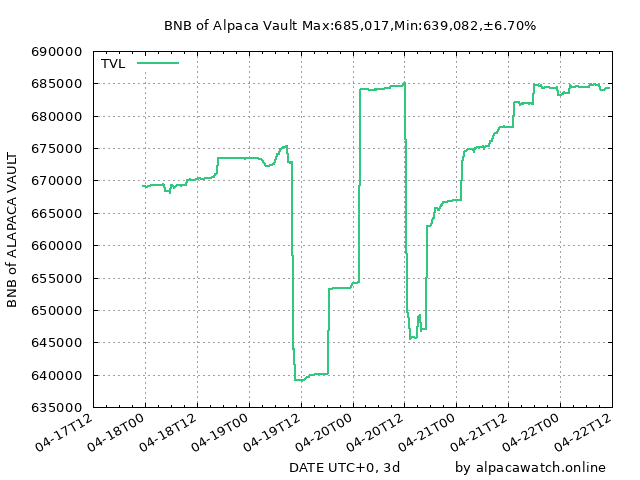 BNB of Alpaca Vault Max:685,017,Min:639,082,±6.70%
690000
TVL
685000
680000
675000
670000
665000
660000
655000
650000
645000
640000
635000
BNB of ALAPACA VAULT
04-17T12 04-18T00 04-18T12 04-19T00 04-19T12 04-20T00 04-20T12 04-21T00 04-21T12 04-22T00 04-22T12
DATE UTC+0, 3d by alpacawatch.online